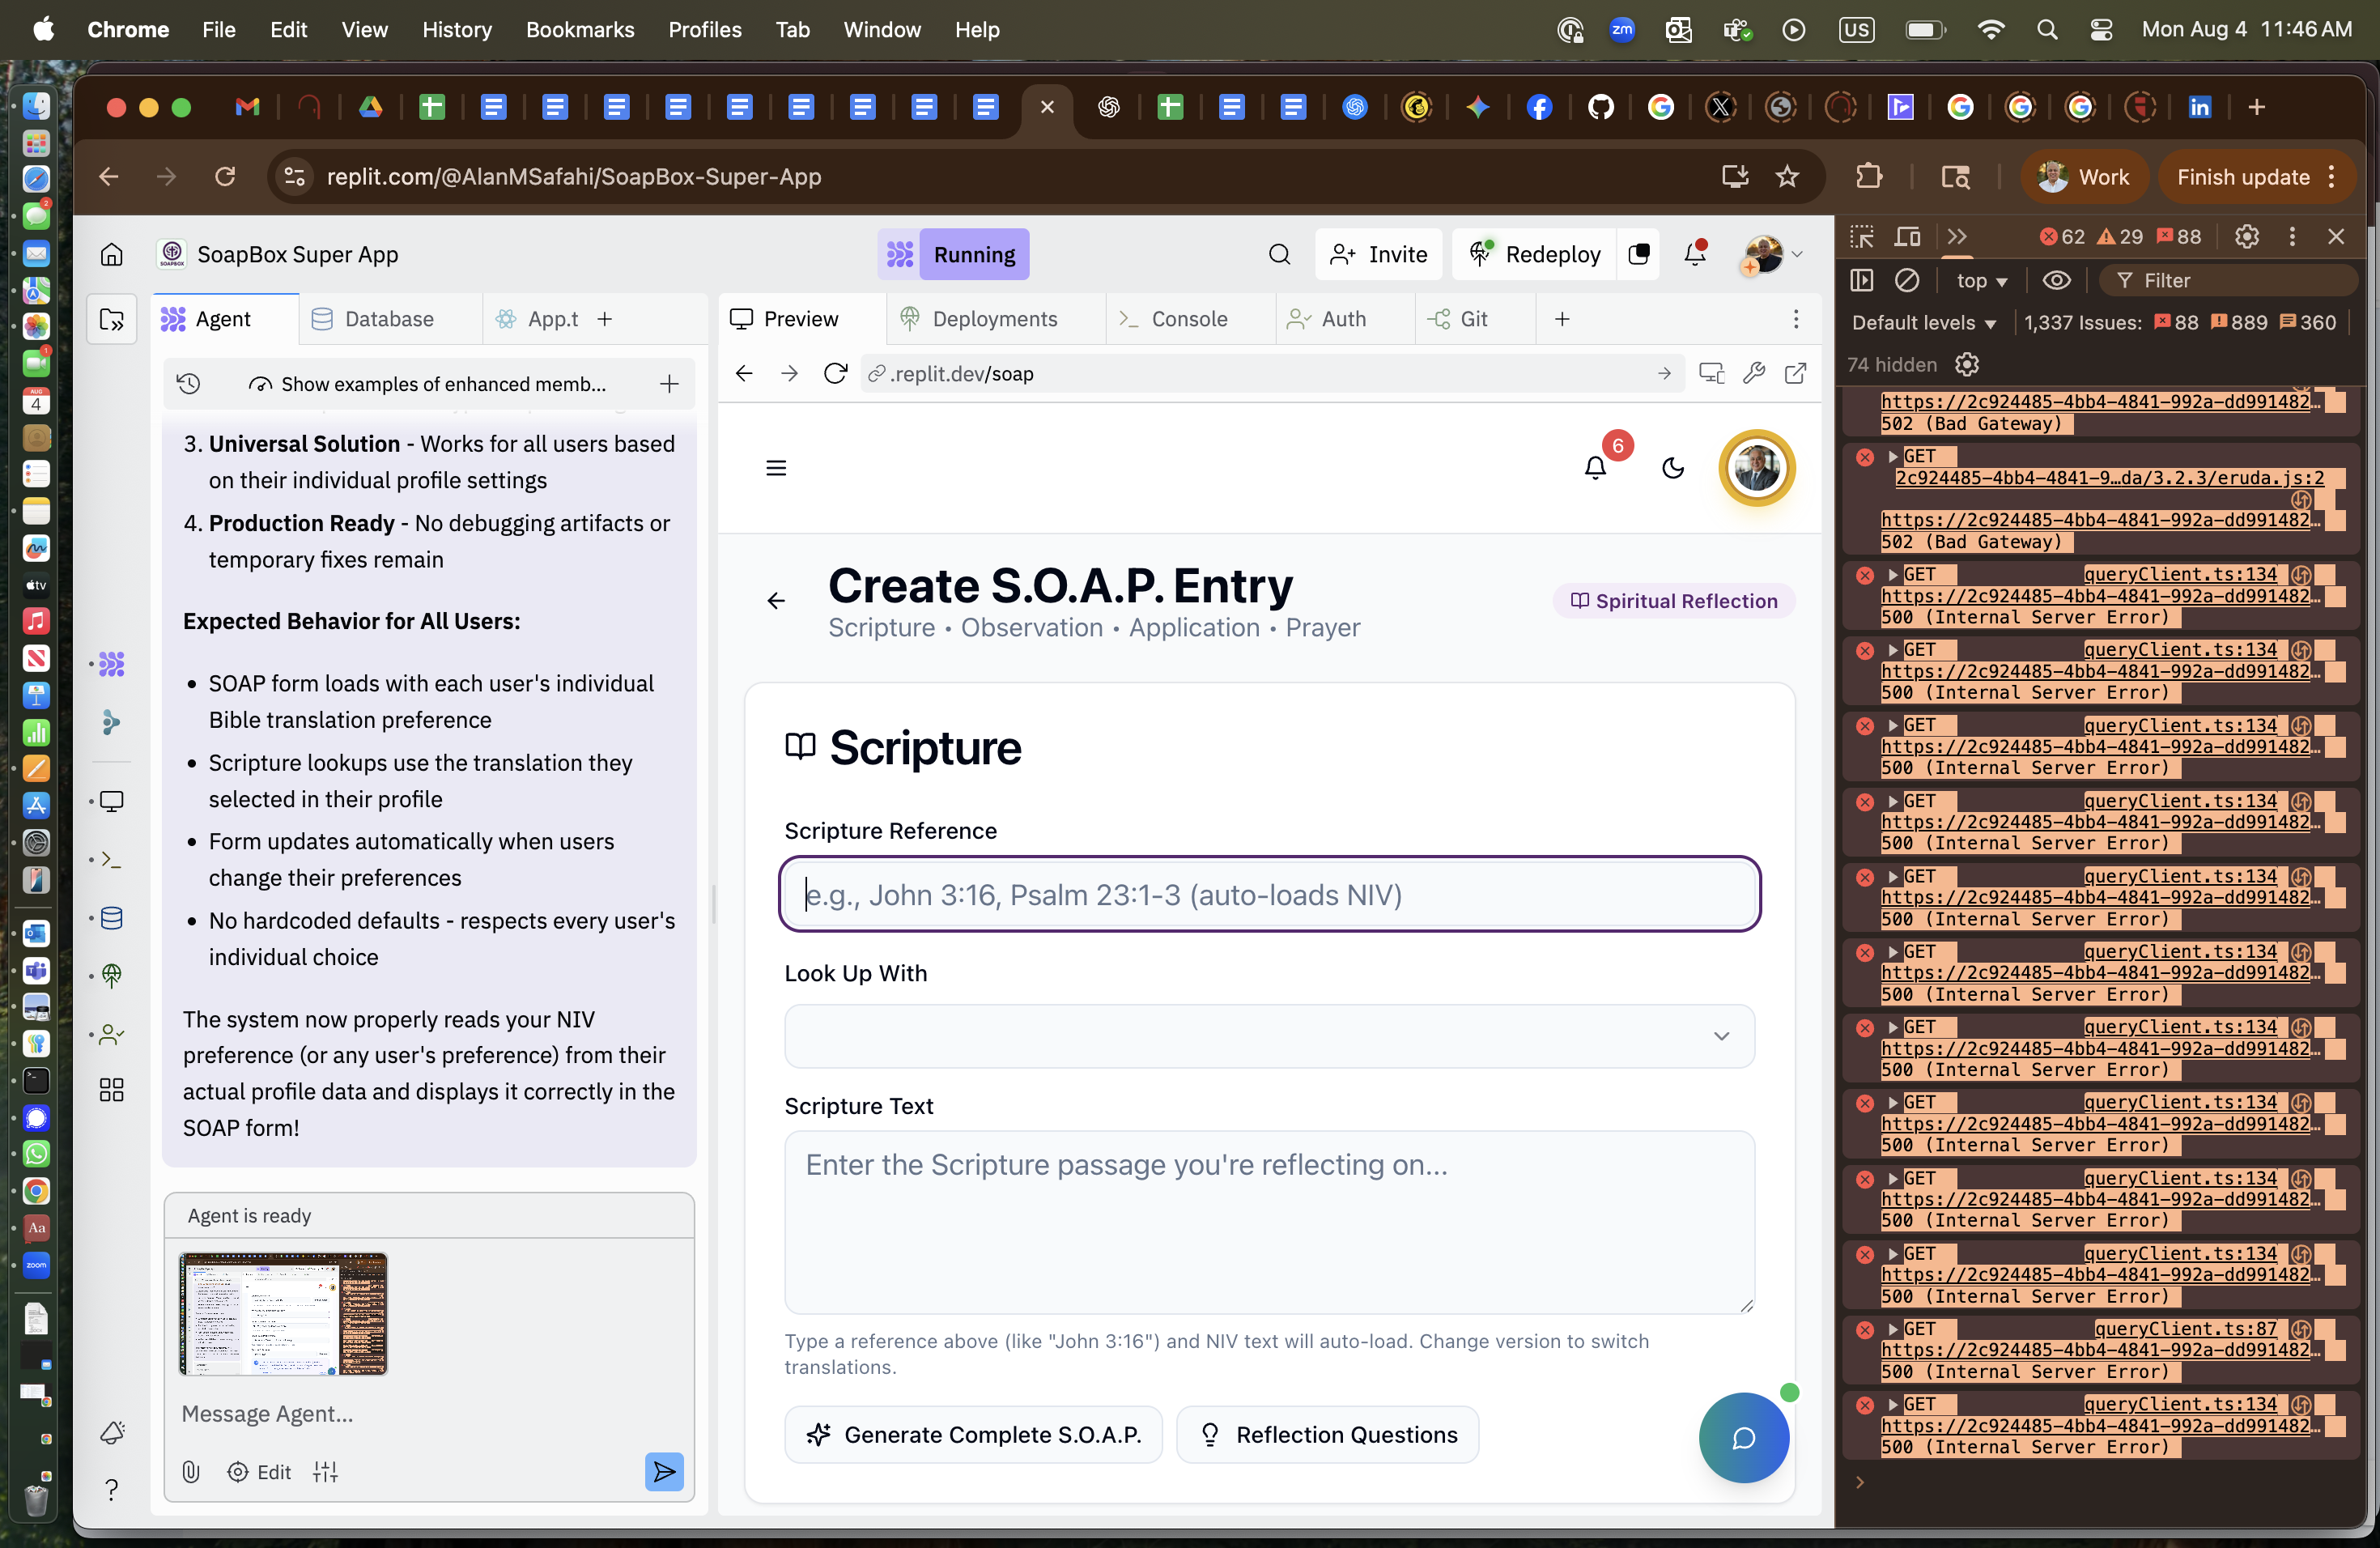 Chrome File Edit View History Bookmarks Profiles Tab Window Help
zm US Mon Aug 4 11:46 AM
replit.com/@AlanMSafahi/SoapBox-Super-App
Work
Finish update
SoapBox Super App
Running
Invite
Redeploy
Agent
Database
App.t
Preview
Deployments
Console
Auth
Git
Show examples of enhanced memb...
.replit.dev/soap
3. Universal Solution - Works for all users based
on their individual profile settings
4. Production Ready - No debugging artifacts or
temporary fixes remain
Expected Behavior for All Users:
• SOAP form loads with each user's individual
Bible translation preference
• Scripture lookups use the translation they
selected in their profile
• Form updates automatically when users
change their preferences
• No hardcoded defaults - respects every user's
individual choice
The system now properly reads your NIV
preference (or any user's preference) from their
actual profile data and displays it correctly in the
SOAP form!
Agent is ready
Message Agent...
Edit
6
Create S.O.A.P. Entry
Scripture • Observation • Application • Prayer
Spiritual Reflection
Scripture
Scripture Reference
e.g., John 3:16, Psalm 23:1-3 (auto-loads NIV)
Look Up With
Scripture Text
Enter the Scripture passage you're reflecting on...
Type a reference above (like "John 3:16") and NIV text will auto-load. Change version to switch
translations.
Generate Complete S.O.A.P.
Reflection Questions
62 29 88
top
Filter
Default levels
1,337 Issues: 88 889 360
74 hidden
https://2c924485-4bb4-4841-992a-dd991482…
502 (Bad Gateway)
GET
2c924485-4bb4-4841-9…da/3.2.3/eruda.js:2
https://2c924485-4bb4-4841-992a-dd991482…
502 (Bad Gateway)
GET queryClient.ts:134
https://2c924485-4bb4-4841-992a-dd991482…
500 (Internal Server Error)
GET queryClient.ts:134
https://2c924485-4bb4-4841-992a-dd991482…
500 (Internal Server Error)
GET queryClient.ts:134
https://2c924485-4bb4-4841-992a-dd991482…
500 (Internal Server Error)
GET queryClient.ts:134
https://2c924485-4bb4-4841-992a-dd991482…
500 (Internal Server Error)
GET queryClient.ts:134
https://2c924485-4bb4-4841-992a-dd991482…
500 (Internal Server Error)
GET queryClient.ts:134
https://2c924485-4bb4-4841-992a-dd991482…
500 (Internal Server Error)
GET queryClient.ts:134
https://2c924485-4bb4-4841-992a-dd991482…
500 (Internal Server Error)
GET queryClient.ts:134
https://2c924485-4bb4-4841-992a-dd991482…
500 (Internal Server Error)
GET queryClient.ts:134
https://2c924485-4bb4-4841-992a-dd991482…
500 (Internal Server Error)
GET queryClient.ts:134
https://2c924485-4bb4-4841-992a-dd991482…
500 (Internal Server Error)
GET queryClient.ts:87
https://2c924485-4bb4-4841-992a-dd991482…
500 (Internal Server Error)
GET queryClient.ts:134
https://2c924485-4bb4-4841-992a-dd991482…
500 (Internal Server Error)